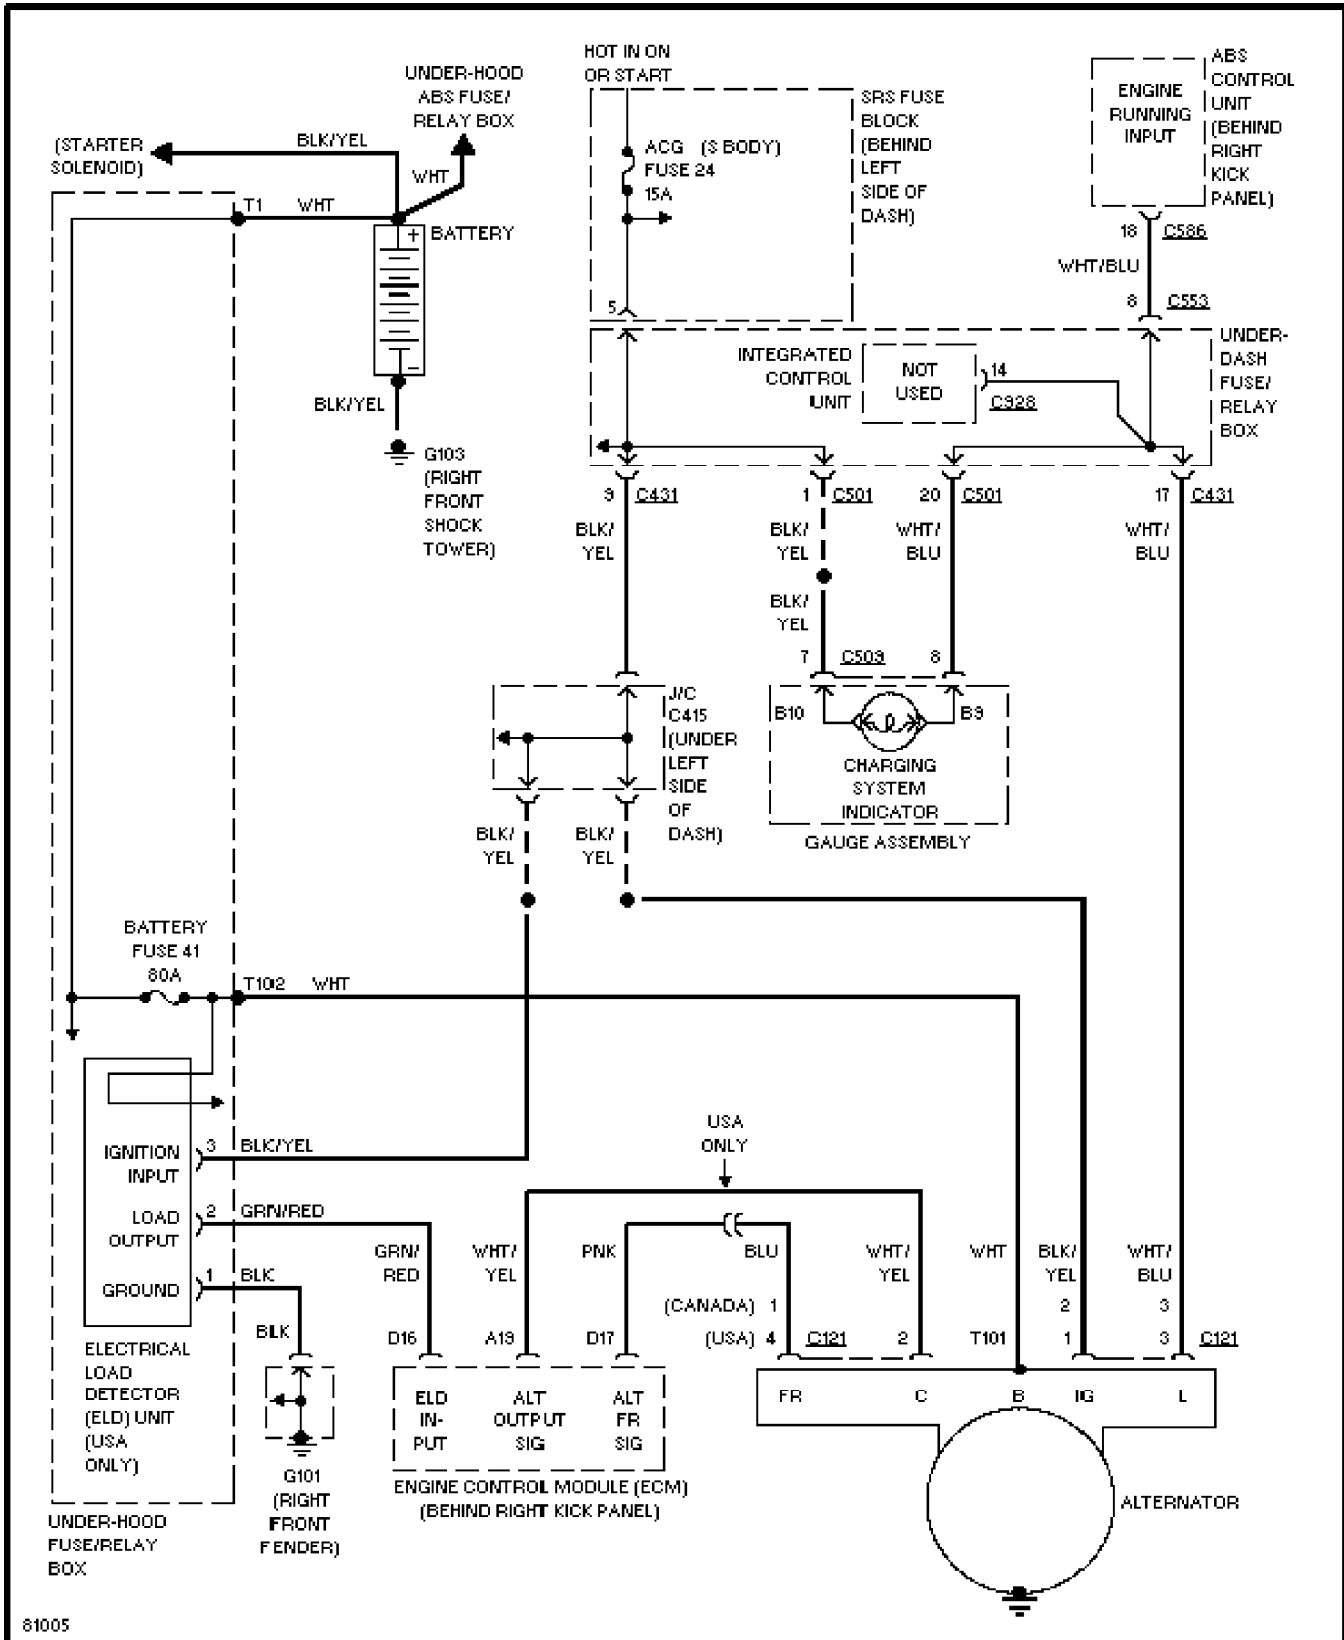 HOT IN ON
OR START
UNDER-HOOD
ABS FUSE/
RELAY BOX
(STARTER
SOLENOID)
BLK/YEL
WHT
T1
WHT
BATTERY
+
-
BLK/YEL
G103
(RIGHT
FRONT
SHOCK
TOWER)
ACG (S BODY)
FUSE 24
15A
5
SRS FUSE
BLOCK
(BEHIND
LEFT
SIDE OF
DASH)
ENGINE
RUNNING
INPUT
ABS
CONTROL
UNIT
(BEHIND
RIGHT
KICK
PANEL)
18 C586
WHT/BLU
8 C553
INTEGRATED
CONTROL
UNIT
NOT
USED
14
C928
UNDER-
DASH
FUSE/
RELAY
BOX
9 C431
1 C501
20 C501
17 C431
BLK/
YEL
BLK/
YEL
WHT/
BLU
WHT/
BLU
BLK/
YEL
7 C509 8
B10
B9
CHARGING
SYSTEM
INDICATOR
GAUGE ASSEMBLY
J/C
C415
(UNDER
LEFT
SIDE
OF
DASH)
BLK/
YEL
BLK/
YEL
BATTERY
FUSE 41
80A
T102 WHT
IGNITION
INPUT
3 BLK/YEL
LOAD
OUTPUT
2 GRN/RED
GROUND
1 BLK
BLK
ELECTRICAL
LOAD
DETECTOR
(ELD) UNIT
(USA
ONLY)
G101
(RIGHT
FRONT
FENDER)
UNDER-HOOD
FUSE/RELAY
BOX
USA
ONLY
GRN/
RED
WHT/
YEL
PNK
BLU
WHT/
YEL
WHT
BLK/
YEL
WHT/
BLU
(CANADA) 1
2
3
D16
A19
D17
(USA) 4 C121
2
T101
1
3 C121
ELD
IN-
PUT
ALT
OUTPUT
SIG
ALT
FR
SIG
ENGINE CONTROL MODULE (ECM)
(BEHIND RIGHT KICK PANEL)
FR
C
B
IG
L
ALTERNATOR
81005